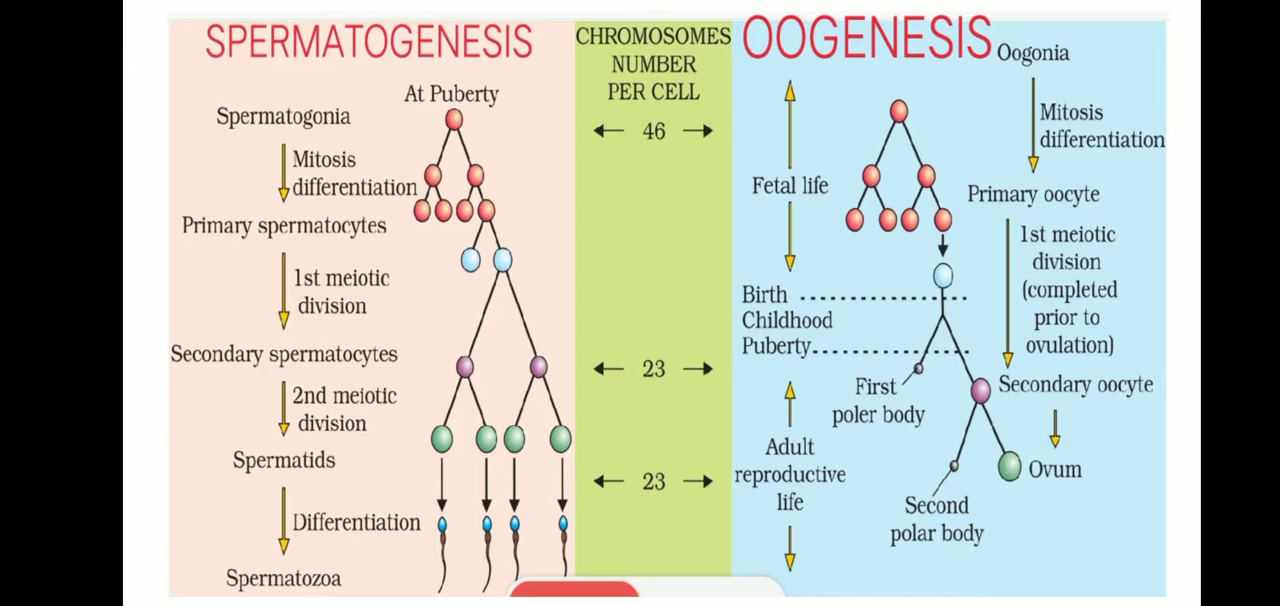 SPERMATOGENESIS
At Puberty
Spermatogonia
Mitosis
differentiation
Primary spermatocytes
1st meiotic
division
Secondary spermatocytes
2nd meiotic
division
Spermatids
Differentiation
Spermatozoa
CHROMOSOMES
NUMBER
PER CELL
46
23
23
OOGENESIS
Oogonia
Mitosis
differentiation
Fetal life
Primary oocyte
1st meiotic
division
(completed
prior to
ovulation)
Birth
Childhood
Puberty
First
poler body
Secondary oocyte
Adult
reproductive
life
Ovum
Second
polar body